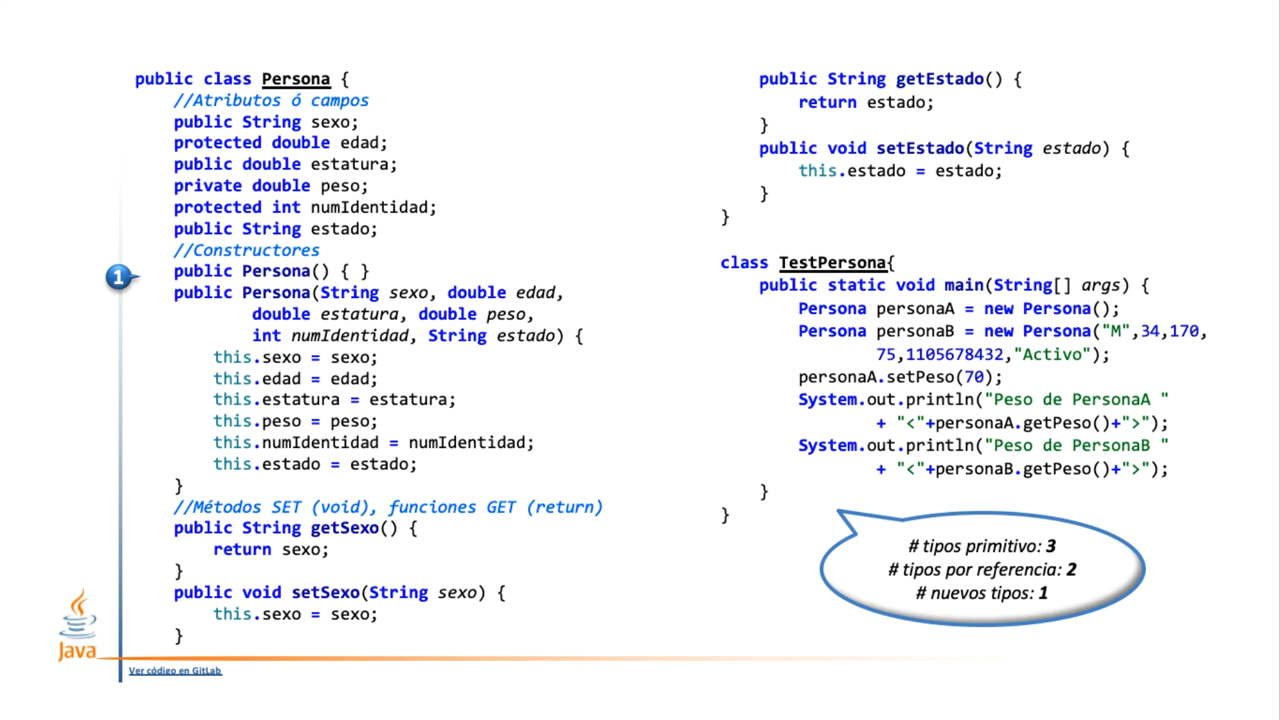 public class Persona {
//Atributos ó campos
public String sexo;
protected double edad;
public double estatura;
private double peso;
protected int numIdentidad;
public String estado;
//Constructores
1
public Persona() { }
public Persona(String sexo, double edad,
double estatura, double peso,
int numIdentidad, String estado) {
this.sexo = sexo;
this.edad = edad;
this.estatura = estatura;
this.peso = peso;
this.numIdentidad = numIdentidad;
this.estado = estado;
}
//Métodos SET (void), funciones GET (return)
public String getSexo() {
return sexo;
}
public void setSexo(String sexo) {
this.sexo = sexo;
}
public String getEstado() {
return estado;
}
public void setEstado(String estado) {
this.estado = estado;
}
}
class TestPersona{
public static void main(String[] args) {
Persona personaA = new Persona();
Persona personaB = new Persona("M",34,170,
75,1105678432,"Activo");
personaA.setPeso(70);
System.out.println("Peso de PersonaA "
+ "<"+personaA.getPeso()+">");
System.out.println("Peso de PersonaB "
+ "<"+personaB.getPeso()+">");
}
}
# tipos primitivo: 3
# tipos por referencia: 2
# nuevos tipos: 1
Java
Ver código en GitLab